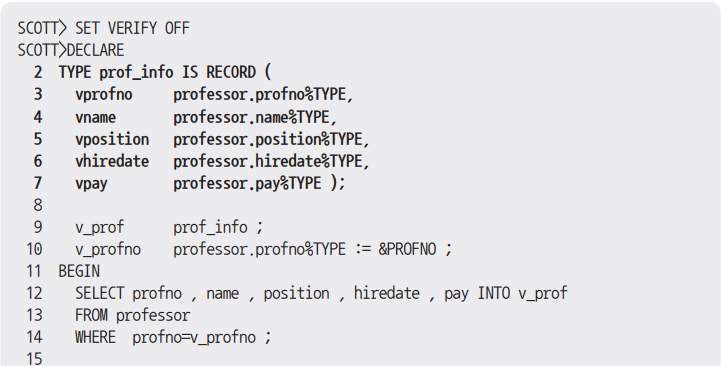 SCOTT> SET VERIFY OFF
SCOTT>DECLARE
2 TYPE prof_info IS RECORD (
3 vprofno professor.profno%TYPE,
4 vname professor.name%TYPE,
5 vposition professor.position%TYPE,
6 vhiredate professor.hiredate%TYPE,
7 vpay professor.pay%TYPE );
8
9 v_prof prof_info ;
10 v_profno professor.profno%TYPE := &PROFNO ;
11 BEGIN
12 SELECT profno , name , position , hiredate , pay INTO v_prof
13 FROM professor
14 WHERE profno=v_profno ;
15